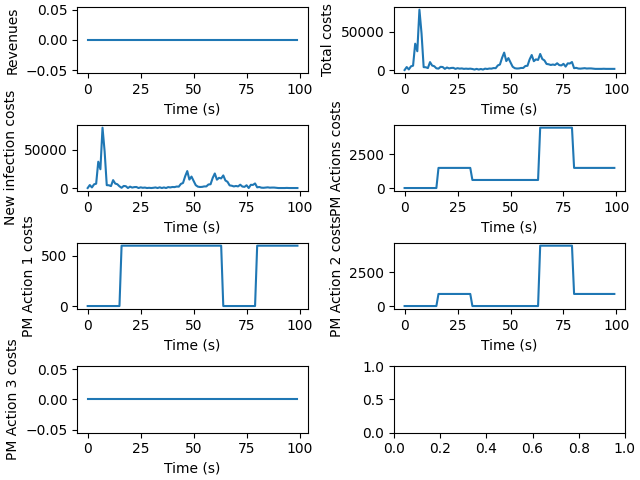 Revenues
0.05
0.00
−0.05
0 25 50 75 100
Time (s)
Total costs
50000
0
0 25 50 75 100
Time (s)
New infection costs
50000
0
0 25 50 75 100
Time (s)
PM Actions costs
2500
0
0 25 50 75 100
Time (s)
PM Action 1 costs
500
0
0 25 50 75 100
Time (s)
PM Action 2 costs
2500
0
0 25 50 75 100
Time (s)
PM Action 3 costs
0.05
0.00
−0.05
0 25 50 75 100
Time (s)
1.0
0.5
0.0
0.0 0.2 0.4 0.6 0.8 1.0